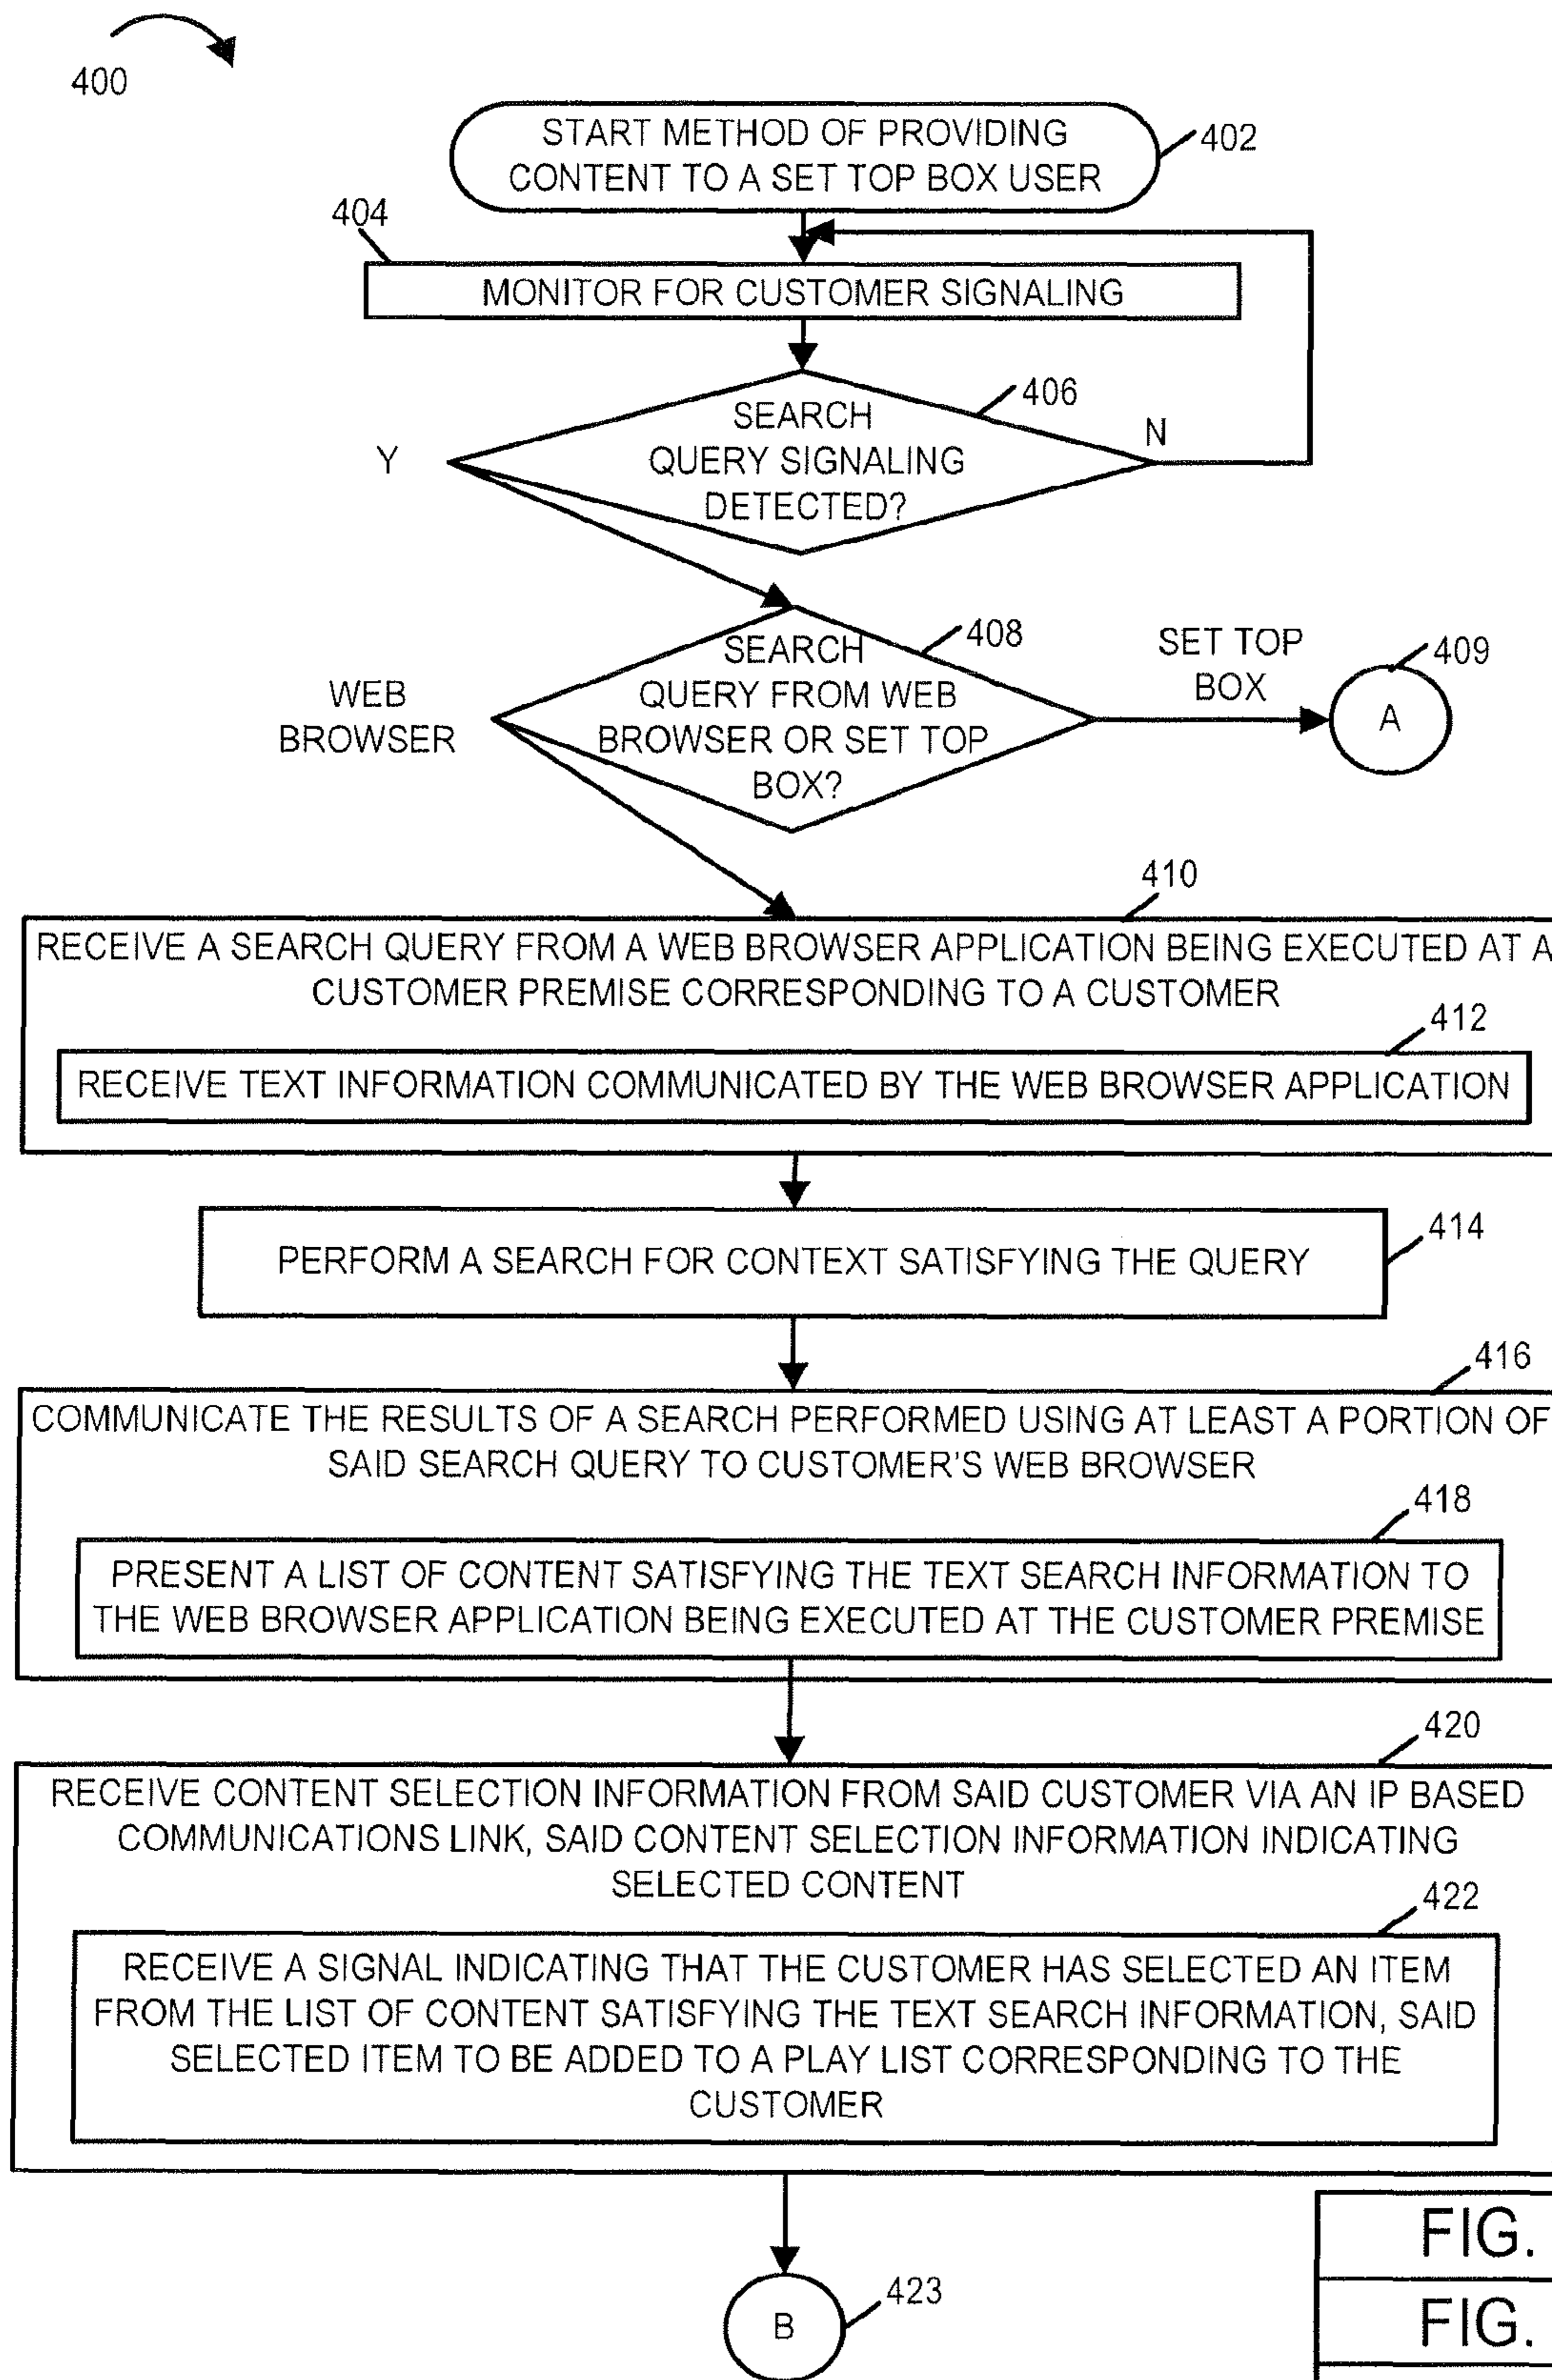 400
START METHOD OF PROVIDING
CONTENT TO A SET TOP BOX USER
402
404
MONITOR FOR CUSTOMER SIGNALING
406
SEARCH
QUERY SIGNALING
DETECTED?
Y
N
408
SEARCH
QUERY FROM WEB
BROWSER OR SET TOP
BOX?
WEB
BROWSER
SET TOP
BOX
409
A
410
RECEIVE A SEARCH QUERY FROM A WEB BROWSER APPLICATION BEING EXECUTED AT A
CUSTOMER PREMISE CORRESPONDING TO A CUSTOMER
412
RECEIVE TEXT INFORMATION COMMUNICATED BY THE WEB BROWSER APPLICATION
414
PERFORM A SEARCH FOR CONTEXT SATISFYING THE QUERY
416
COMMUNICATE THE RESULTS OF A SEARCH PERFORMED USING AT LEAST A PORTION OF
SAID SEARCH QUERY TO CUSTOMER'S WEB BROWSER
418
PRESENT A LIST OF CONTENT SATISFYING THE TEXT SEARCH INFORMATION TO
THE WEB BROWSER APPLICATION BEING EXECUTED AT THE CUSTOMER PREMISE
420
RECEIVE CONTENT SELECTION INFORMATION FROM SAID CUSTOMER VIA AN IP BASED
COMMUNICATIONS LINK, SAID CONTENT SELECTION INFORMATION INDICATING
SELECTED CONTENT
422
RECEIVE A SIGNAL INDICATING THAT THE CUSTOMER HAS SELECTED AN ITEM
FROM THE LIST OF CONTENT SATISFYING THE TEXT SEARCH INFORMATION, SAID
SELECTED ITEM TO BE ADDED TO A PLAY LIST CORRESPONDING TO THE
CUSTOMER
423
B
FIG.
FIG.